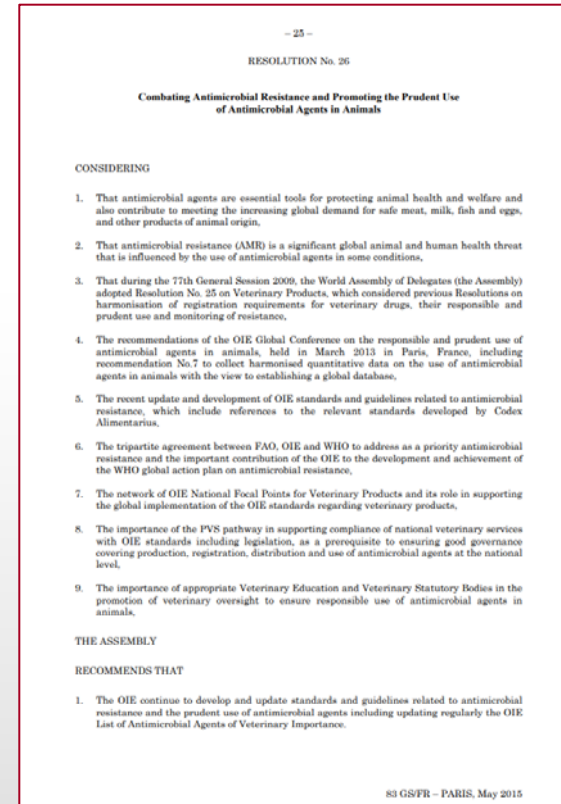 – 25 –
RESOLUTION No. 26
Combating Antimicrobial Resistance and Promoting the Prudent Use
of Antimicrobial Agents in Animals
CONSIDERING
1. That antimicrobial agents are essential tools for protecting animal health and welfare and
also contribute to meeting the increasing global demand for safe meat, milk, fish and eggs,
and other products of animal origin,
2. That antimicrobial resistance (AMR) is a significant global animal and human health threat
that is influenced by the use of antimicrobial agents in some conditions,
3. That during the 77th General Session 2009, the World Assembly of Delegates (the Assembly)
adopted Resolution No. 25 on Veterinary Products, which considered previous Resolutions on
harmonisation of registration requirements for veterinary drugs, their responsible and
prudent use and monitoring of resistance,
4. The recommendations of the OIE Global Conference on the responsible and prudent use of
antimicrobial agents in animals, held in March 2013 in Paris, France, including
recommendation No.7 to collect harmonised quantitative data on the use of antimicrobial
agents in animals with the view to establishing a global database,
5. The recent update and development of OIE standards and guidelines related to antimicrobial
resistance, which include references to the relevant standards developed by Codex
Alimentarius,
6. The tripartite agreement between FAO, OIE and WHO to address as a priority antimicrobial
resistance and the important contribution of the OIE to the development and achievement of
the WHO global action plan on antimicrobial resistance,
7. The network of OIE National Focal Points for Veterinary Products and its role in supporting
the global implementation of the OIE standards regarding veterinary products,
8. The importance of the PVS pathway in supporting compliance of national veterinary services
with OIE standards including legislation, as a prerequisite to ensuring good governance
covering production, registration, distribution and use of antimicrobial agents at the national
level,
9. The importance of appropriate Veterinary Education and Veterinary Statutory Bodies in the
promotion of veterinary oversight to ensure responsible use of antimicrobial agents in
animals,
THE ASSEMBLY
RECOMMENDS THAT
1. The OIE continue to develop and update standards and guidelines related to antimicrobial
resistance and the prudent use of antimicrobial agents including updating regularly the OIE
List of Antimicrobial Agents of Veterinary Importance.
83 GS/FR – PARIS, May 2015